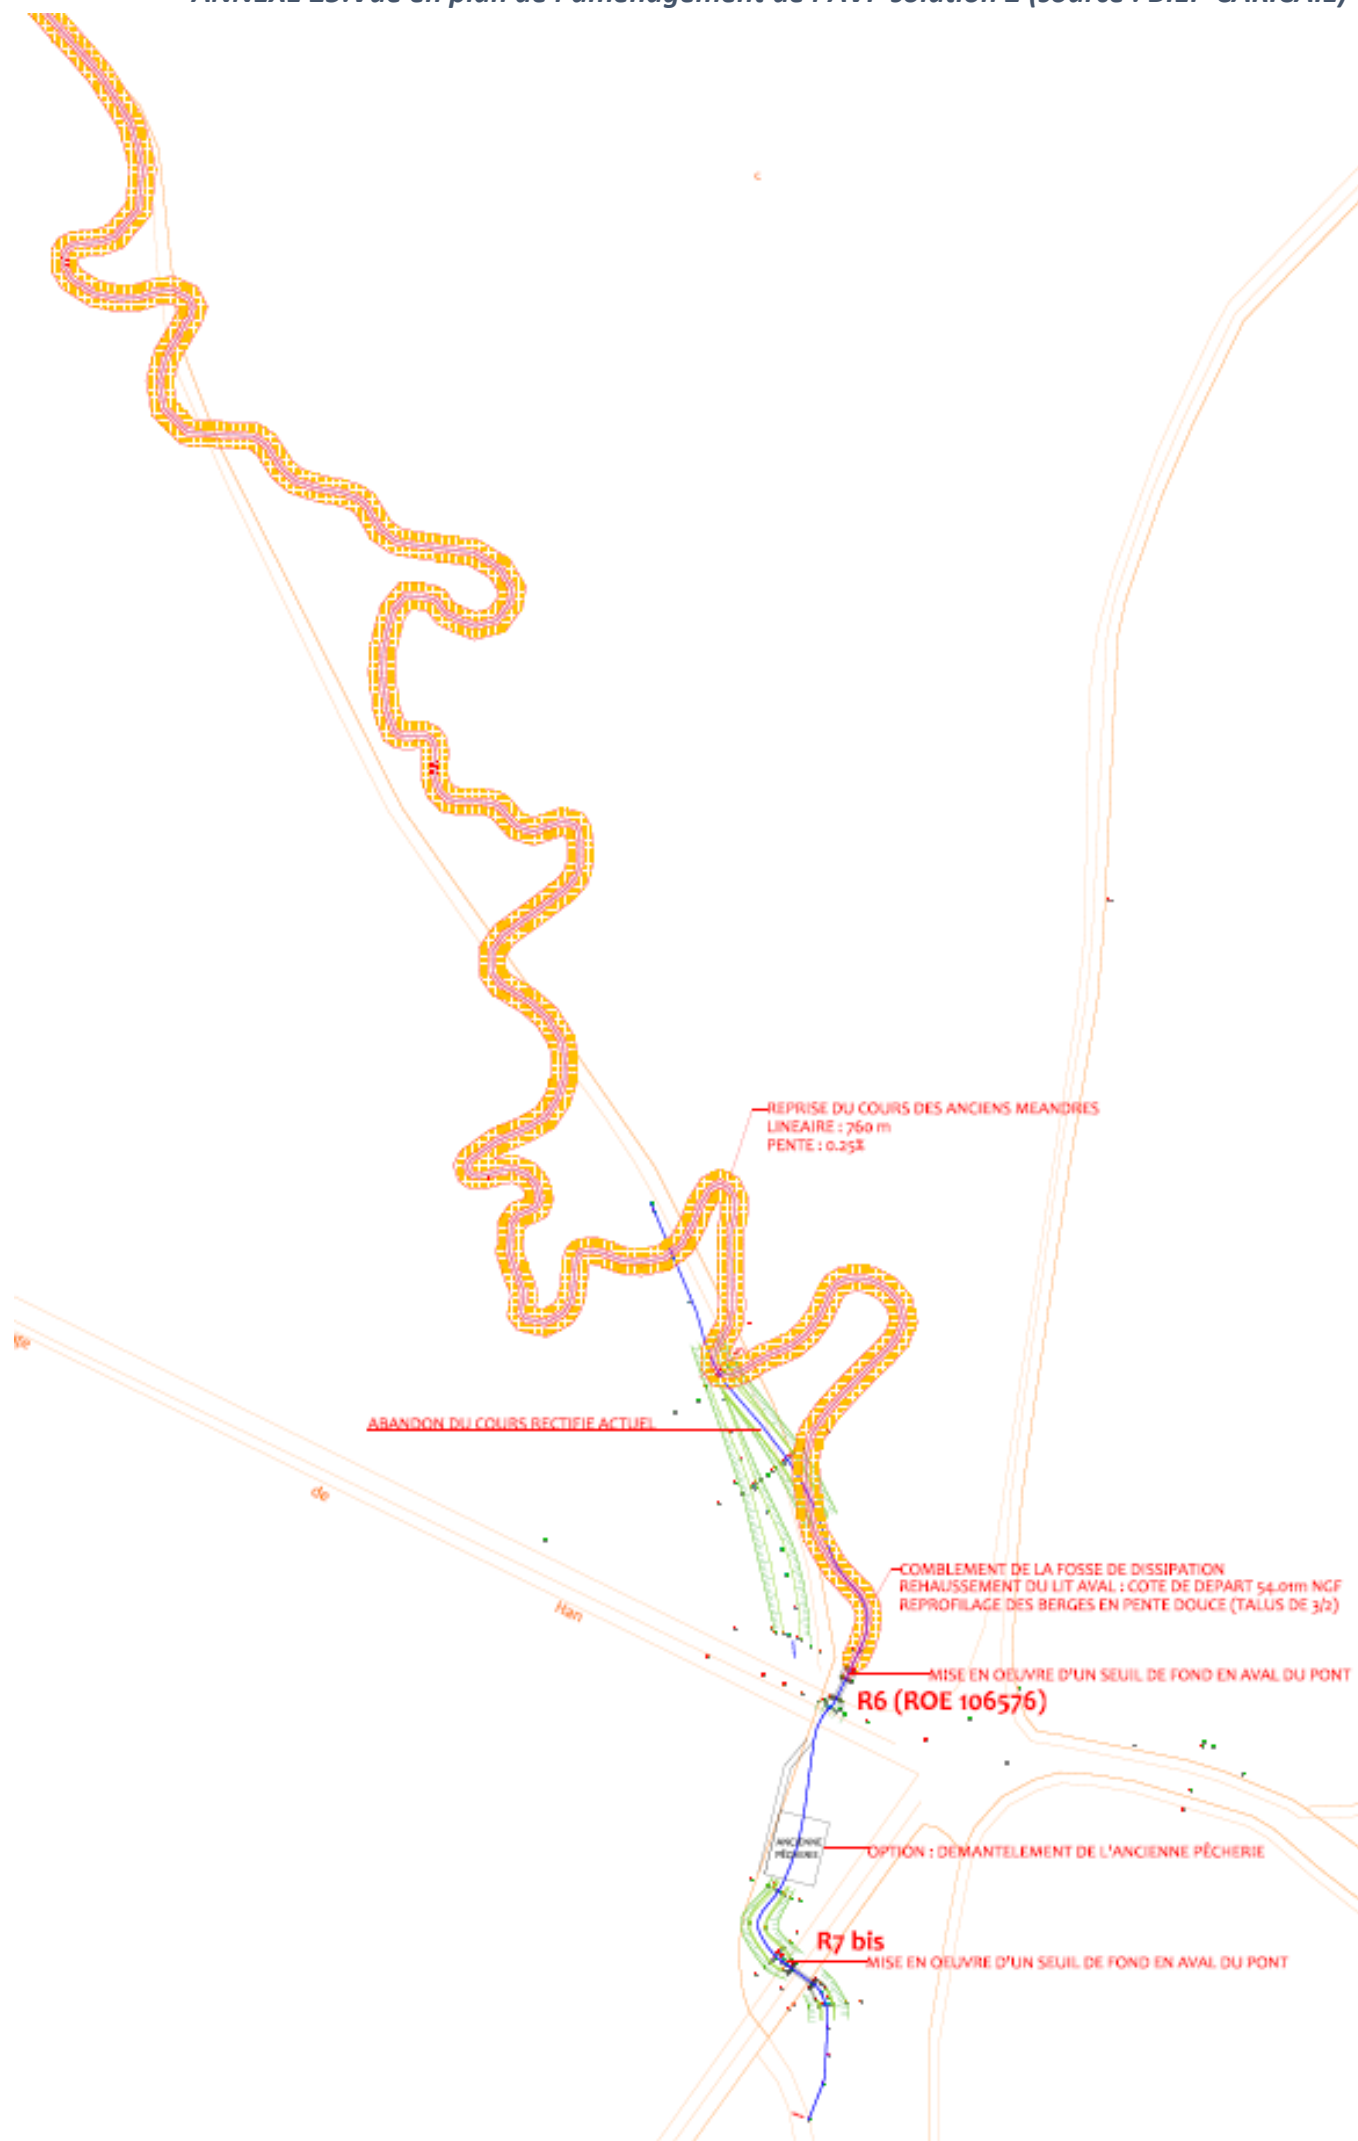 REPRISE DU COURS DES ANCIENS MEANDRES
LINEAIRE : 760 m
PENTE : 0.25%
ABANDON DU COURS RECTIFIE ACTUEL
de
Han
COMBLEMENT DE LA FOSSE DE DISSIPATION
REHAUSSEMENT DU LIT AVAL : COTE DE DEPART 54.01m NGF
REPROFILAGE DES BERGES EN PENTE DOUCE (TALUS DE 3/2)
MISE EN OEUVRE D'UN SEUIL DE FOND EN AVAL DU PONT
R6 (ROE 106576)
ANCIENNE
PÊCHERIE
OPTION : DEMANTELEMENT DE L'ANCIENNE PÊCHERIE
R7 bis
MISE EN OEUVRE D'UN SEUIL DE FOND EN AVAL DU PONT